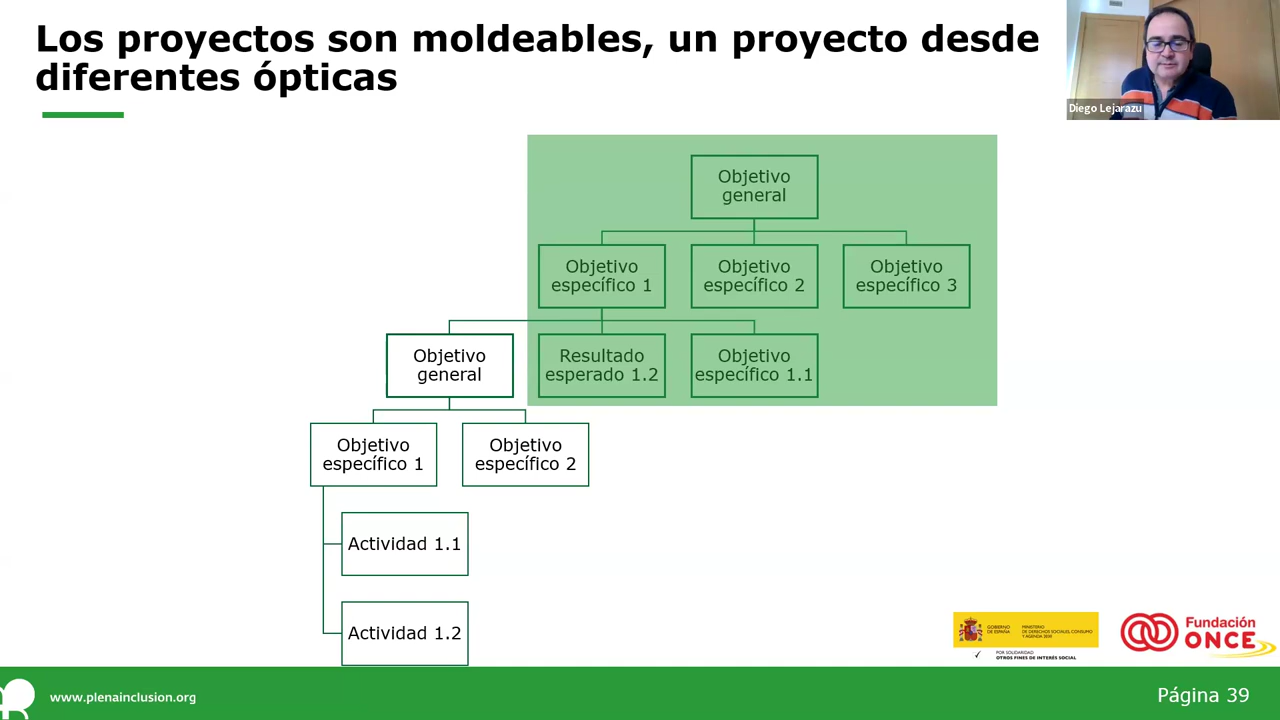 Los proyectos son moldeables, un proyecto desde
diferentes ópticas
Diego Lejarazu
Objetivo
general
Objetivo
específico 1
Objetivo
específico 2
Objetivo
específico 3
Objetivo
general
Resultado
esperado 1.2
Objetivo
específico 1.1
Objetivo
específico 1
Objetivo
específico 2
Actividad 1.1
Actividad 1.2
GOBIERNO
DE ESPAÑA
MINISTERIO
DE DERECHOS SOCIALES, CONSUMO
Y AGENDA 2030
POR SOLIDARIDAD
OTROS FINES DE INTERÉS SOCIAL
Fundación
ONCE
www.plenainclusion.org
Página 39